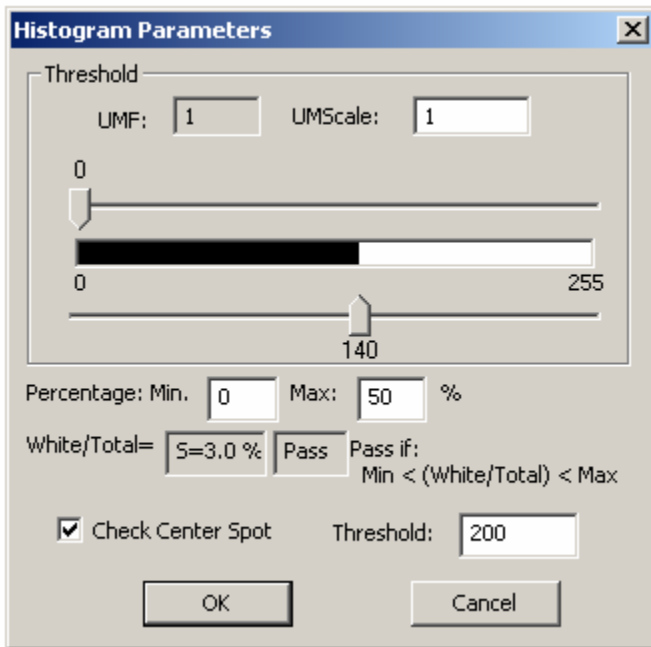 Histogram Parameters
Threshold
UMF: 1 UMScale: 1
0
0 255
140
Percentage: Min. 0 Max: 50 %
White/Total= S=3.0 % Pass Pass if:
Min < (White/Total) < Max
Check Center Spot Threshold: 200
OK Cancel